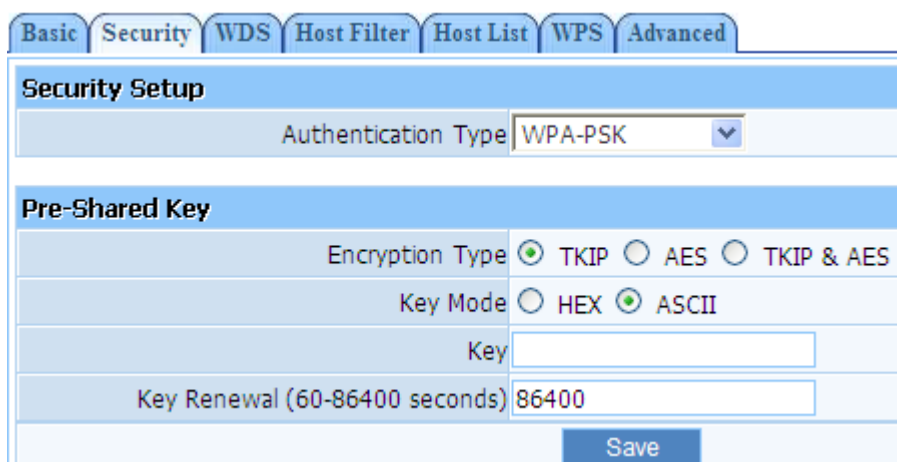 Basic Security WDS Host Filter Host List WPS Advanced
Security Setup
Authentication Type WPA-PSK
Pre-Shared Key
Encryption Type TKIP AES TKIP & AES
Key Mode HEX ASCII
Key
Key Renewal (60-86400 seconds) 86400
Save